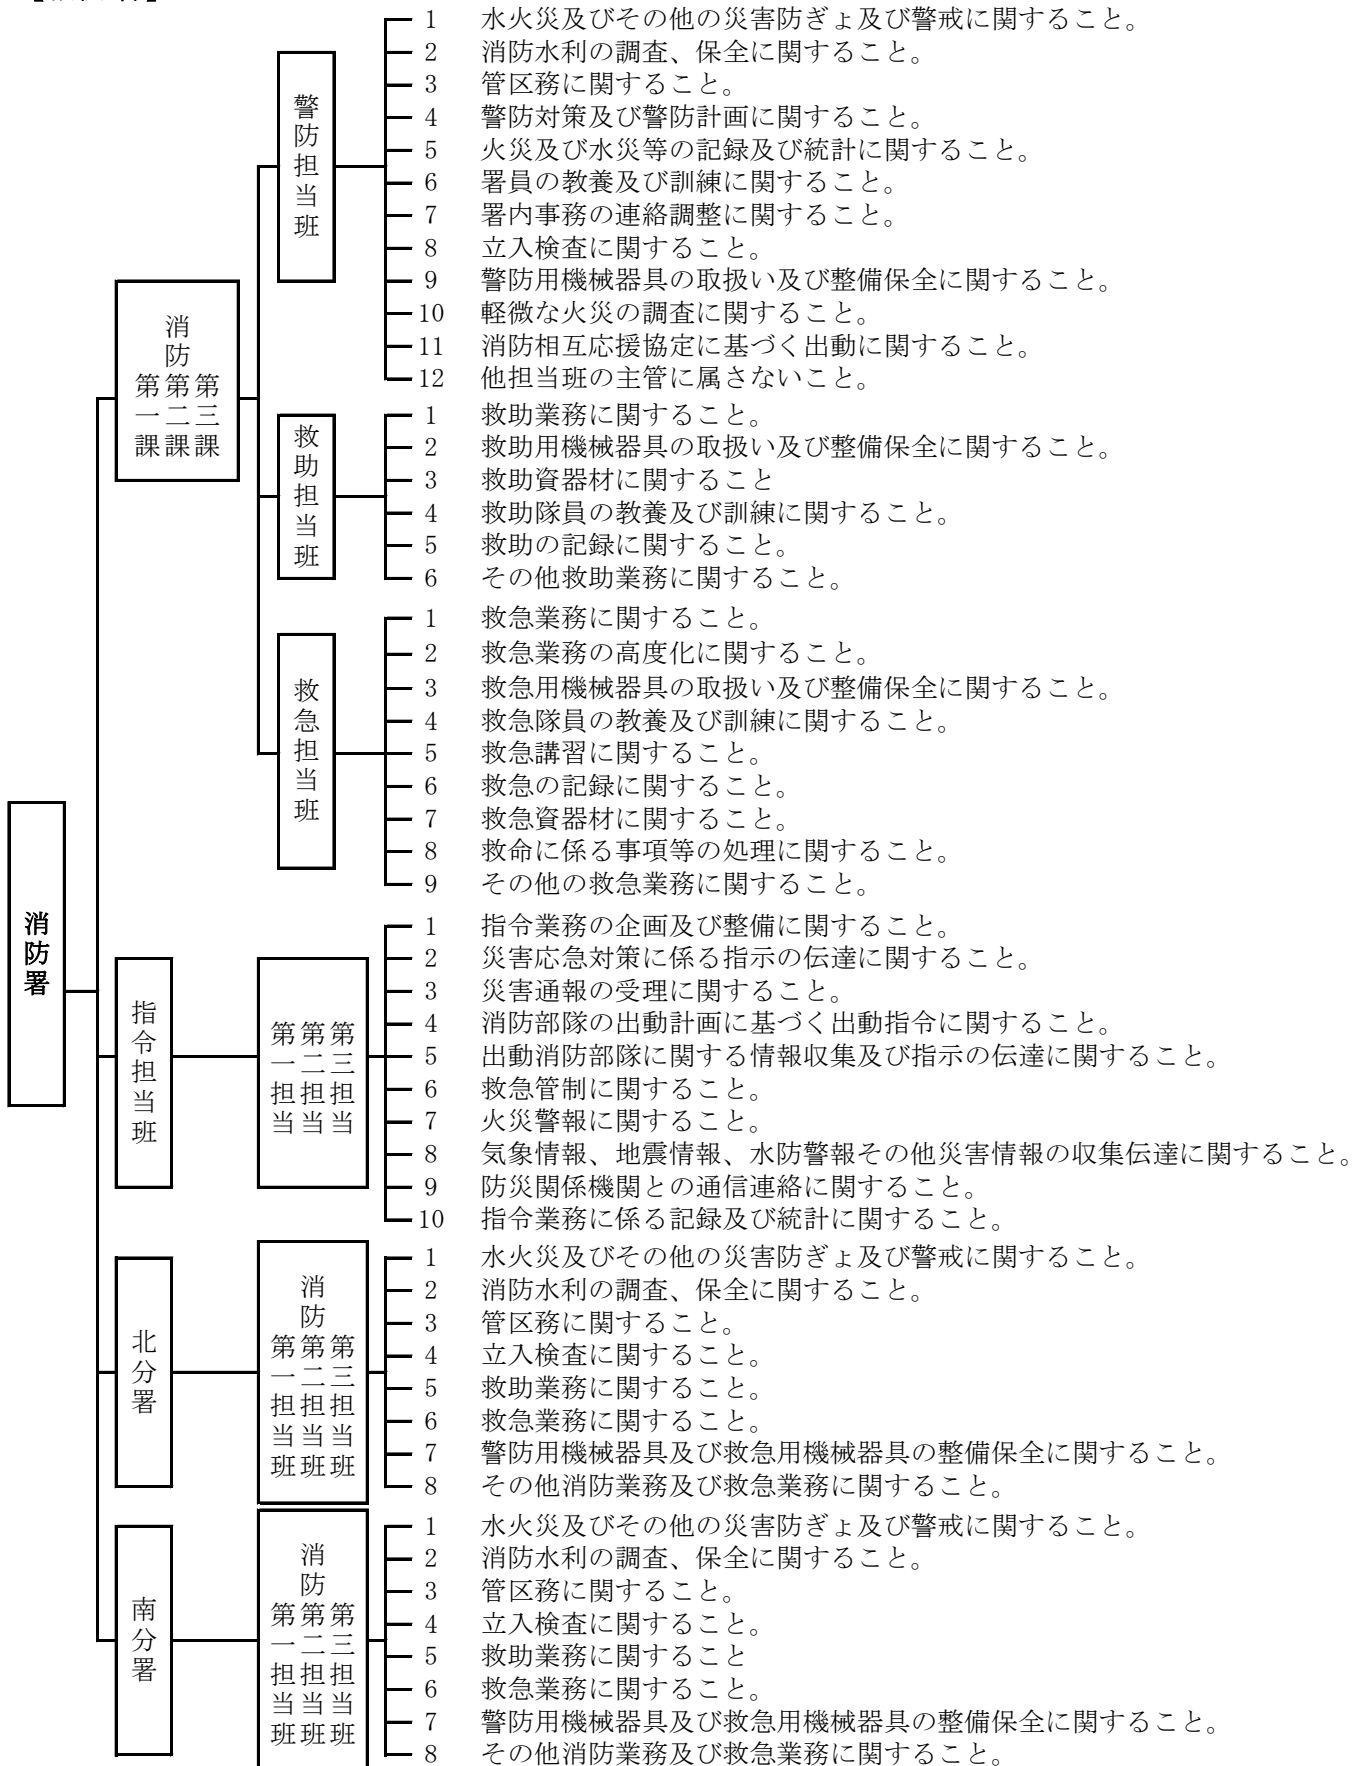 消防署
消防
第一課
第二課
第三課
警防担当班
1 水火災及びその他の災害防ぎょ及び警戒に関すること。
2 消防水利の調査、保全に関すること。
3 管区務に関すること。
4 警防対策及び警防計画に関すること。
5 火災及び水災等の記録及び統計に関すること。
6 署員の教養及び訓練に関すること。
7 署内事務の連絡調整に関すること。
8 立入検査に関すること。
9 警防用機械器具の取扱い及び整備保全に関すること。
10 軽微な火災の調査に関すること。
11 消防相互応援協定に基づく出動に関すること。
12 他担当班の主管に属さないこと。
救助担当班
1 救助業務に関すること。
2 救助用機械器具の取扱い及び整備保全に関すること。
3 救助資器材に関すること
4 救助隊員の教養及び訓練に関すること。
5 救助の記録に関すること。
6 その他救助業務に関すること。
救急担当班
1 救急業務に関すること。
2 救急業務の高度化に関すること。
3 救急用機械器具の取扱い及び整備保全に関すること。
4 救急隊員の教養及び訓練に関すること。
5 救急講習に関すること。
6 救急の記録に関すること。
7 救急資器材に関すること。
8 救命に係る事項等の処理に関すること。
9 その他の救急業務に関すること。
指令担当班
第一担当
第二担当
第三担当
1 指令業務の企画及び整備に関すること。
2 災害応急対策に係る指示の伝達に関すること。
3 災害通報の受理に関すること。
4 消防部隊の出動計画に基づく出動指令に関すること。
5 出動消防部隊に関する情報収集及び指示の伝達に関すること。
6 救急管制に関すること。
7 火災警報に関すること。
8 気象情報、地震情報、水防警報その他災害情報の収集伝達に関すること。
9 防災関係機関との通信連絡に関すること。
10 指令業務に係る記録及び統計に関すること。
北分署
消防
第一担当班
第二担当班
第三担当班
1 水火災及びその他の災害防ぎょ及び警戒に関すること。
2 消防水利の調査、保全に関すること。
3 管区務に関すること。
4 立入検査に関すること。
5 救助業務に関すること。
6 救急業務に関すること。
7 警防用機械器具及び救急用機械器具の整備保全に関すること。
8 その他消防業務及び救急業務に関すること。
南分署
消防
第一担当班
第二担当班
第三担当班
1 水火災及びその他の災害防ぎょ及び警戒に関すること。
2 消防水利の調査、保全に関すること。
3 管区務に関すること。
4 立入検査に関すること。
5 救助業務に関すること
6 救急業務に関すること。
7 警防用機械器具及び救急用機械器具の整備保全に関すること。
8 その他消防業務及び救急業務に関すること。